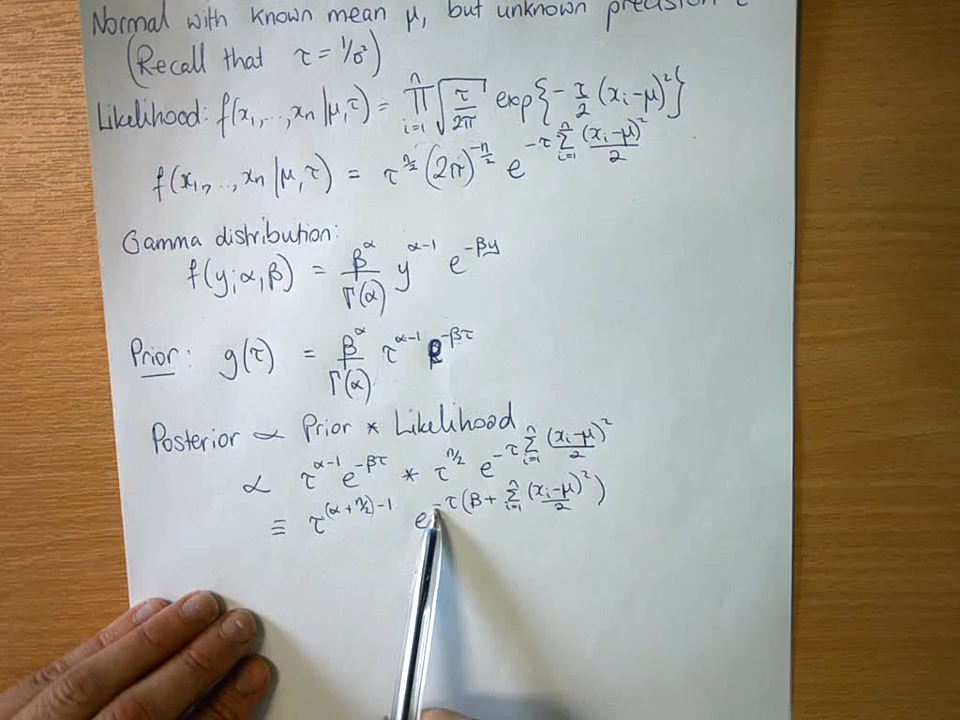 Normal with known mean μ, but unknown precision τ
(Recall that τ = 1/σ²)
Likelihood: f(x₁,..,xₙ|μ,τ) = ∏ᵢ₌₁ⁿ √(τ/2π) exp{-τ/2 (xᵢ-μ)²}
f(x₁,..,xₙ|μ,τ) = τ^(n/2) (2π)^(-n/2) e^(-τ Σᵢ₌₁ⁿ (xᵢ-μ)²/2)
Gamma distribution:
f(y;α,β) = β^α/Γ(α) y^(α-1) e^(-βy)
Prior: g(τ) = β^α/Γ(α) τ^(α-1) e^(-βτ)
Posterior ∝ Prior * Likelihood
∝ τ^(α-1) e^(-βτ) * τ^(n/2) e^(-τ Σᵢ₌₁ⁿ (xᵢ-μ)²/2)
≡ τ^((α+n/2)-1) e^(-τ(β+Σᵢ₌₁ⁿ (xᵢ-μ)²/2))